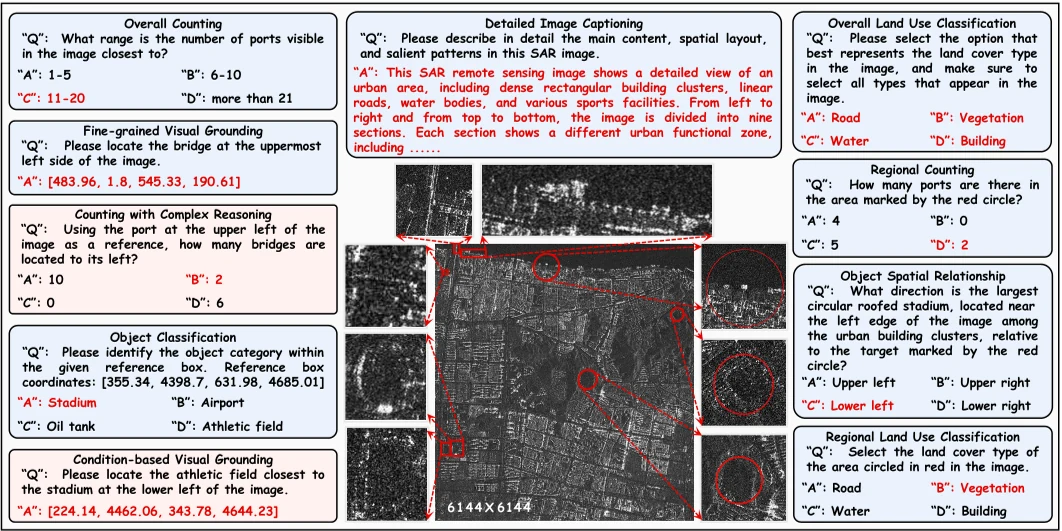 Overall Counting
"Q": What range is the number of ports visible
in the image closest to?
"A": 1-5 "B": 6-10
"C": 11-20 "D": more than 21
Fine-grained Visual Grounding
"Q": Please locate the bridge at the uppermost
left side of the image.
"A": [483.96, 1.8, 545.33, 190.61]
Counting with Complex Reasoning
"Q": Using the port at the upper left of the
image as a reference, how many bridges are
located to its left?
"A": 10 "B": 2
"C": 0 "D": 6
Object Classification
"Q": Please identify the object category within
the given reference box. Reference box
coordinates: [355.34, 4398.7, 631.98, 4685.01]
"A": Stadium "B": Airport
"C": Oil tank "D": Athletic field
Condition-based Visual Grounding
"Q": Please locate the athletic field closest to
the stadium at the lower left of the image.
"A": [224.14, 4462.06, 343.78, 4644.23]
Detailed Image Captioning
"Q": Please describe in detail the main content, spatial layout,
and salient patterns in this SAR image.
"A": This SAR remote sensing image shows a detailed view of an
urban area, including dense rectangular building clusters, linear
roads, water bodies, and various sports facilities. From left to
right and from top to bottom, the image is divided into nine
sections. Each section shows a different urban functional zone,
including ......
6144X6144
Overall Land Use Classification
"Q": Please select the option that
best represents the land cover type
in the image, and make sure to
select all types that appear in the
image.
"A": Road "B": Vegetation
"C": Water "D": Building
Regional Counting
"Q": How many ports are there in
the area marked by the red circle?
"A": 4 "B": 0
"C": 5 "D": 2
Object Spatial Relationship
"Q": What direction is the largest
circular roofed stadium, located near
the left edge of the image among
the urban building clusters, relative
to the target marked by the red
circle?
"A": Upper left "B": Upper right
"C": Lower left "D": Lower right
Regional Land Use Classification
"Q": Select the land cover type of
the area circled in red in the image.
"A": Road "B": Vegetation
"C": Water "D": Building